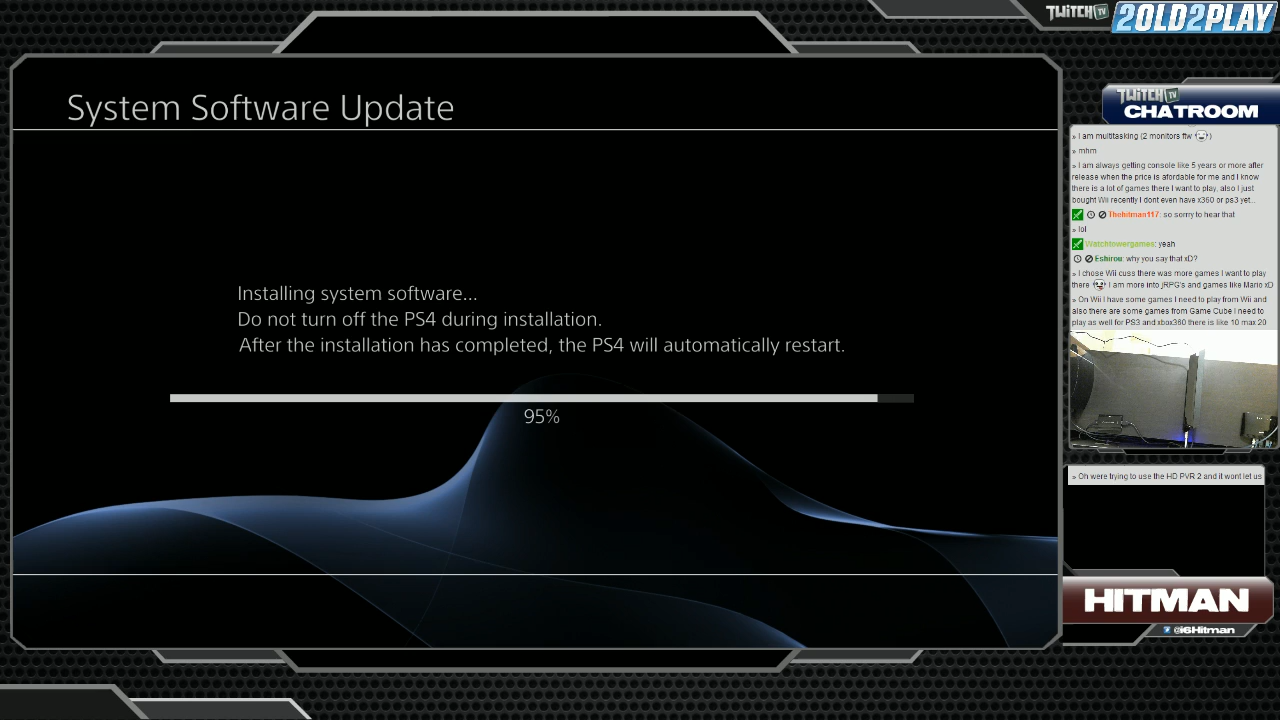 TWITCH TV 2OLD2PLAY
System Software Update
Installing system software...
Do not turn off the PS4 during installation.
After the installation has completed, the PS4 will automatically restart.
95%
TWITCH TV
CHATROOM
» I am multitasking (2 monitors ftw )
» mhm
» I am always getting console like 5 years or more after
release when the price is afordable for me and I know
there is a lot of games there I want to play, also I just
bought Wii recently I dont even have x360 or ps3 yet...
Thehitman117: so sorrry to hear that
» lol
Watchtowergames: yeah
Eshirou: why you say that xD?
» I chose Wii cuss there was more games I want to play
there I am more into jRPG's and games like Mario xD
» On Wii I have some games I need to play from Wii and
also there are some games from Game Cube I need to
play as well for PS3 and xbox360 there is like 10 max 20
» Oh were trying to use the HD PVR 2 and it wont let us
HITMAN
@i6Hitman